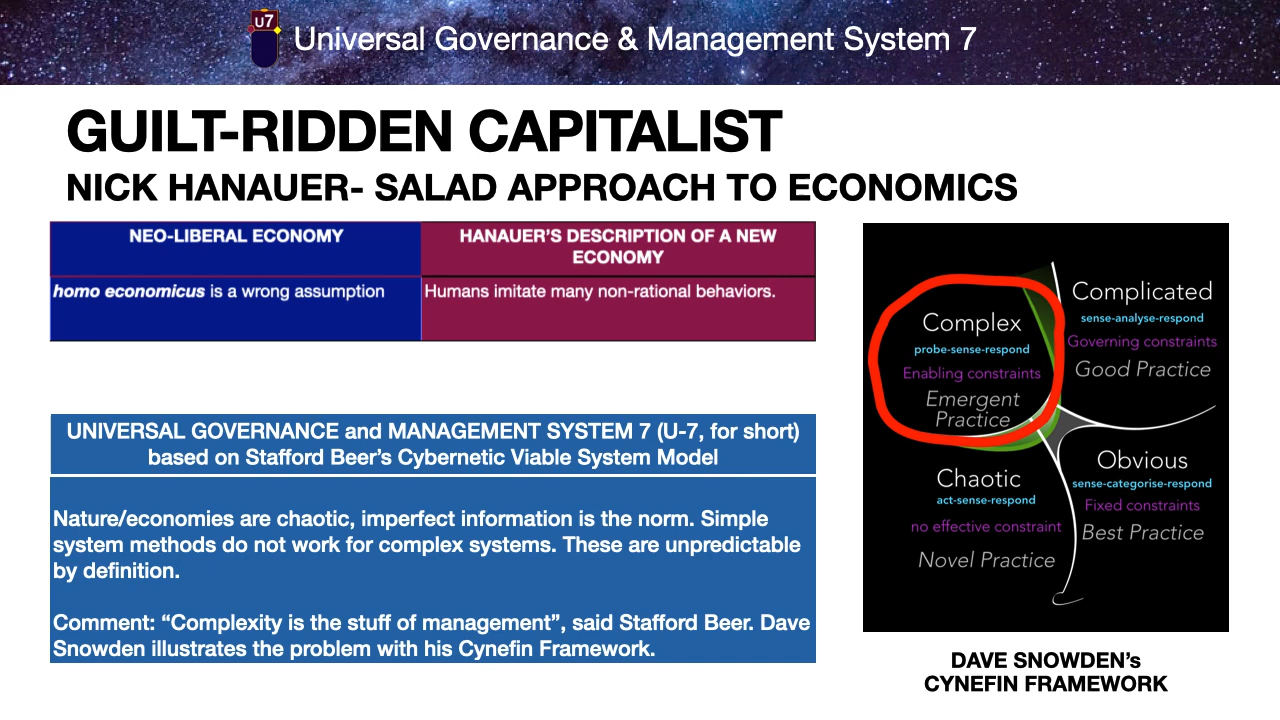 U7
Universal Governance & Management System 7
GUILT-RIDDEN CAPITALIST
NICK HANAUER- SALAD APPROACH TO ECONOMICS
NEO-LIBERAL ECONOMY
HANAUER’S DESCRIPTION OF A NEW
ECONOMY
homo economicus is a wrong assumption
Humans imitate many non-rational behaviors.
UNIVERSAL GOVERNANCE and MANAGEMENT SYSTEM 7 (U-7, for short)
based on Stafford Beer’s Cybernetic Viable System Model
Nature/economies are chaotic, imperfect information is the norm. Simple
system methods do not work for complex systems. These are unpredictable
by definition.
Comment: “Complexity is the stuff of management”, said Stafford Beer. Dave
Snowden illustrates the problem with his Cynefin Framework.
Complex
probe-sense-respond
Enabling constraints
Emergent
Practice
Complicated
sense-analyse-respond
Governing constraints
Good Practice
Chaotic
act-sense-respond
no effective constraint
Novel Practice
Obvious
sense-categorise-respond
Fixed constraints
Best Practice
DAVE SNOWDEN’s
CYNEFIN FRAMEWORK